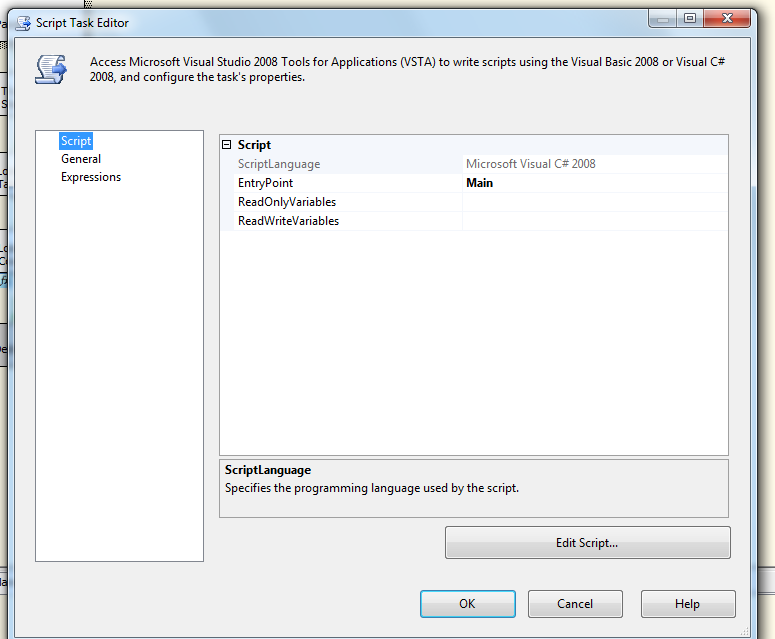 Script Task Editor
Access Microsoft Visual Studio 2008 Tools for Applications (VSTA) to write scripts using the Visual Basic 2008 or Visual C#
2008, and configure the task's properties.
Script
General
Expressions
Script
ScriptLanguage Microsoft Visual C# 2008
EntryPoint Main
ReadOnlyVariables
ReadWriteVariables
ScriptLanguage
Specifies the programming language used by the script.
Edit Script...
OK Cancel Help